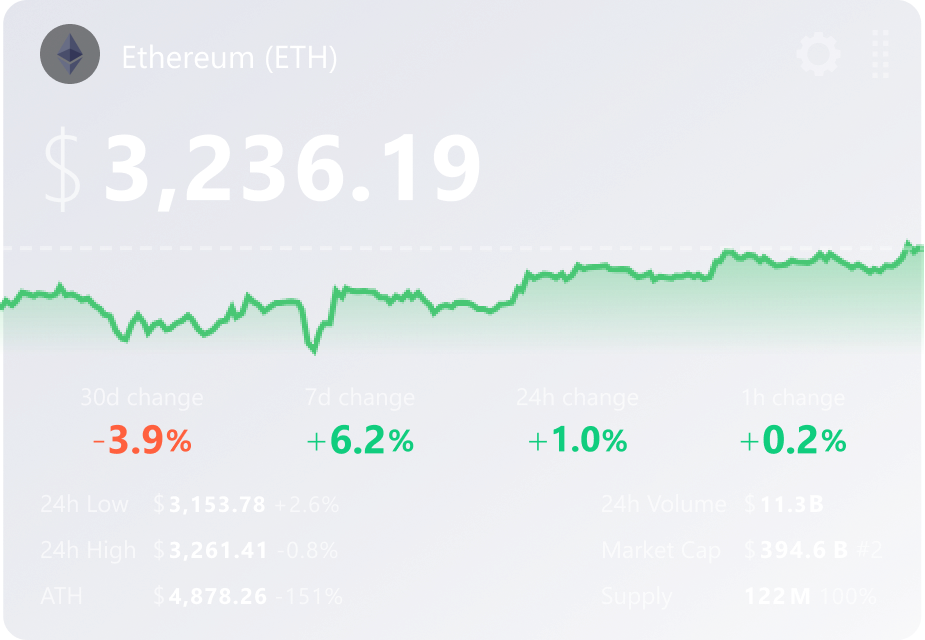 Ethereum (ETH)
$ 3,236.19
30d change 7d change 24h change 1h change
-3.9% +6.2% +1.0% +0.2%
24h Low $3,153.78 +2.6% 24h Volume $11.3B
24h High $3,261.41 -0.8% Market Cap $394.6 B #2
ATH $4,878.26 -151% Supply 122 M 100%